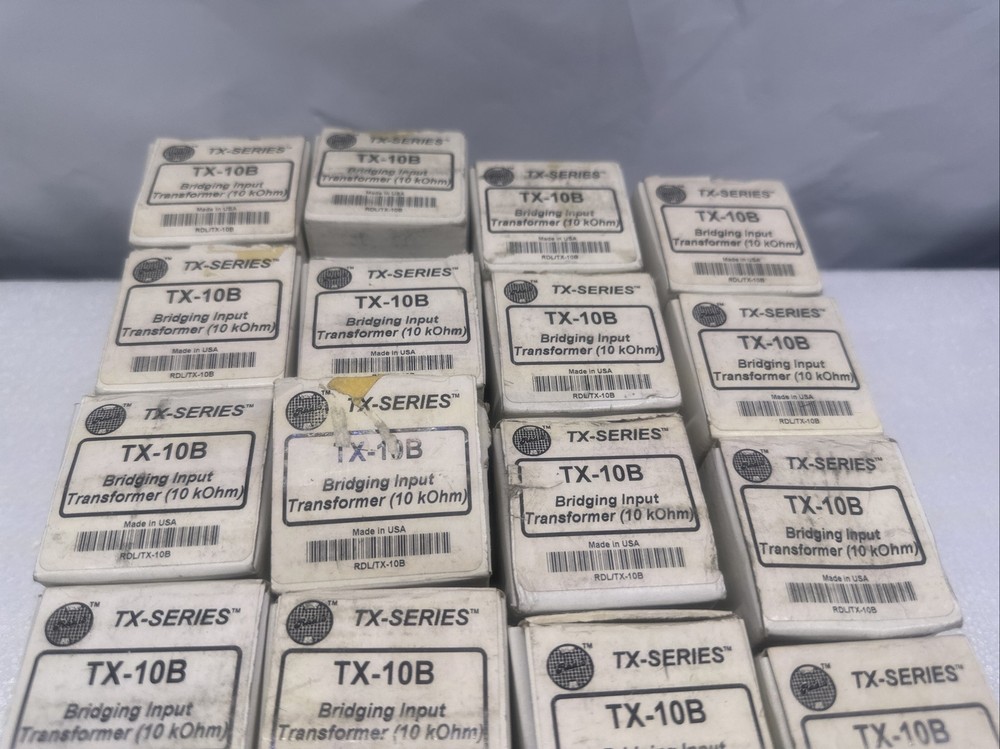 TX-SERIES™
TX-10B
Bridging Input
Transformer (10 kOhm)
Made in USA
RDL/TX-10B
TX-SERIES™
TX-10B
Bridging Input
Transformer (10 kOhm)
Made in USA
RDL/TX-10B
TX-SERIES™
TX-10B
Bridging Input
Transformer (10 kOhm)
Made in USA
RDL/TX-10B
TX-SERIES™
TX-10B
Bridging Input
Transformer (10 kOhm)
Made in USA
RDL/TX-10B
TX-SERIES™
TX-10B
Bridging Input
Transformer (10 kOhm)
Made in USA
RDL/TX-10B
TX-SERIES™
TX-10B
Bridging Input
Transformer (10 kOhm)
Made in USA
TX-SERIES™
TX-10B
Bridging Input
Transformer (10 kOhm)
Made in USA
RDL/TX-10B
TX-SERIES™
TX-10B
Bridging Input
Transformer (10 kOhm)
Made in USA
RDL/TX-10B
™ TX-SERIES™
TX-10B
Bridging Input
Transformer (10 kOhm)
Made in USA
RDL/TX-10B
™ TX-SERIES™
TX-10B
Bridging Input
Transformer (10 kOhm)
Made in USA
RDL/TX-10B
™ TX-SERIES™
TX-10B
Bridging Input
Transformer (10 kOhm)
Made in USA
RDL/TX-10B
™ TX-SERIES™
TX-10B
Bridging Input
Transformer (10 kOhm)
Made in USA
RDL/TX-10B
™ TX-SERIES™
TX-10B
Bridging Input
Transformer (10 kOhm)
™ TX-SERIES™
TX-10B
Bridging Input
Transformer (10 kOhm)
™ TX-SERIES™
TX-10B
Bridging Input
™ TX-SERIES™
TX-10B